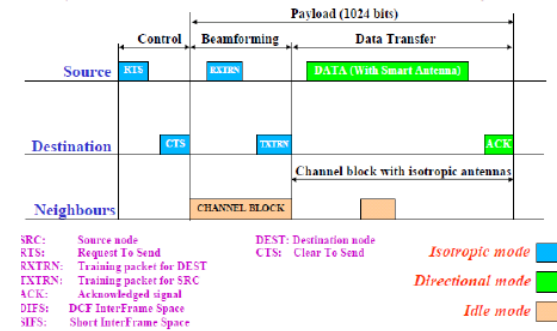 Payload (1024 bits)
Control Beamforming Data Transfer
Source RTS RXTRN DATA (With Smart Antenna)
Destination CTS TXTRN ACK
Channel block with isotropic antennas
Neighbours CHANNEL BLOCK
SRC: Source node DEST: Destination node
RTS: Request To Send CTS: Clear To Send
RXTRN: Training packet for DEST
TXTRN: Training packet for SRC
ACK: Acknowledged signal
DIFS: DCF InterFrame Space
SIFS: Short InterFrame Space
Isotropic mode
Directional mode
Idle mode